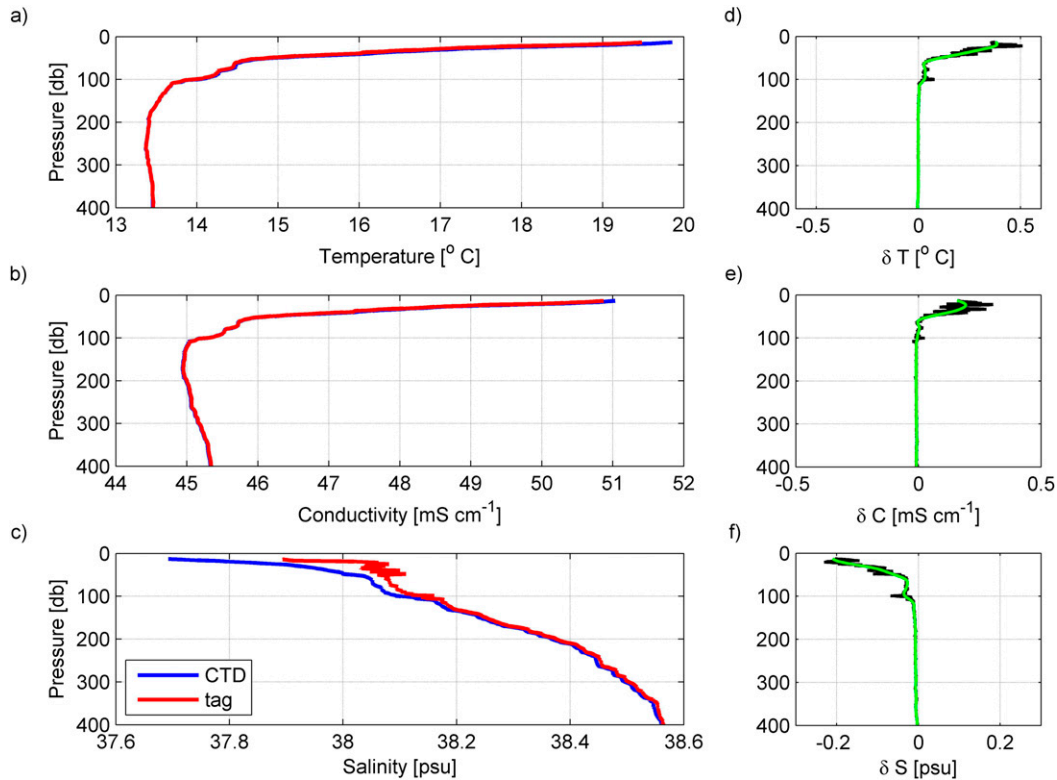 a)
0
100
200
300
400
Pressure [db]
13 14 15 16 17 18 19 20
Temperature [° C]
d)
0
100
200
300
400
-0.5 0 0.5
δ T [° C]
b)
0
100
200
300
400
Pressure [db]
44 45 46 47 48 49 50 51 52
Conductivity [mS cm⁻¹]
e)
0
100
200
300
400
-0.5 0 0.5
δ C [mS cm⁻¹]
c)
0
100
200
300
400
Pressure [db]
CTD
tag
37.6 37.8 38 38.2 38.4 38.6
Salinity [psu]
f)
0
100
200
300
400
-0.2 0 0.2
δ S [psu]